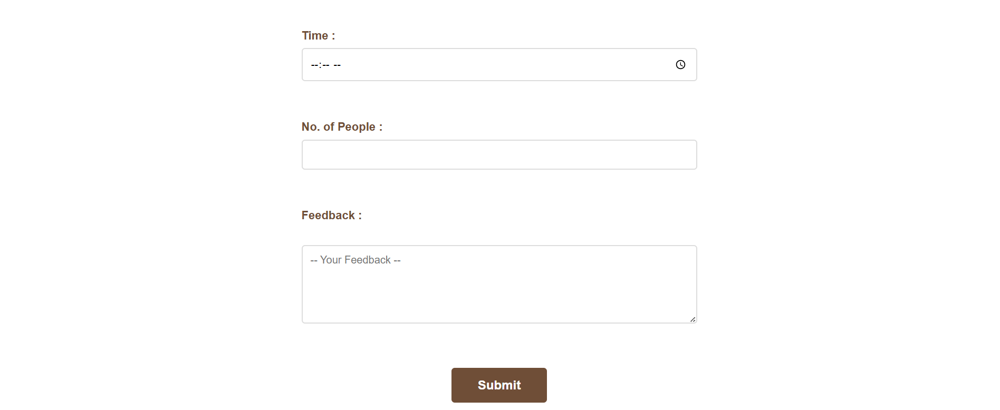 Time :
--:-- --
No. of People :
Feedback :
-- Your Feedback --
Submit